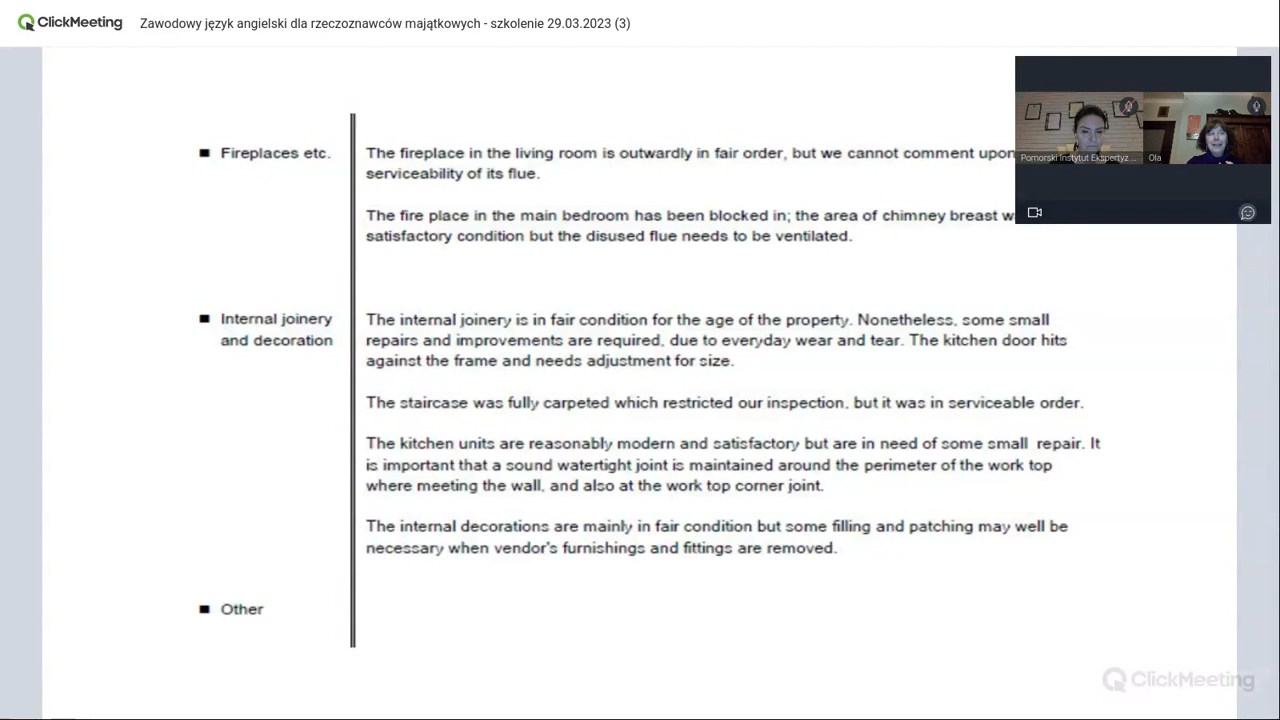 ClickMeeting
Zawodowy język angielski dla rzeczoznawców majątkowych - szkolenie 29.03.2023 (3)
Pomorski Instytut Ekspertyz ...
Ola
Fireplaces etc.
The fireplace in the living room is outwardly in fair order, but we cannot comment upon
serviceability of its flue.
The fire place in the main bedroom has been blocked in; the area of chimney breast
satisfactory condition but the disused flue needs to be ventilated.
Internal joinery
and decoration
The internal joinery is in fair condition for the age of the property. Nonetheless, some small
repairs and improvements are required, due to everyday wear and tear. The kitchen door hits
against the frame and needs adjustment for size.
The staircase was fully carpeted which restricted our inspection, but it was in serviceable order.
The kitchen units are reasonably modern and satisfactory but are in need of some small repair. It
is important that a sound watertight joint is maintained around the perimeter of the work top
where meeting the wall, and also at the work top corner joint.
The internal decorations are mainly in fair condition but some filling and patching may well be
necessary when vendor's furnishings and fittings are removed.
Other
ClickMeeting